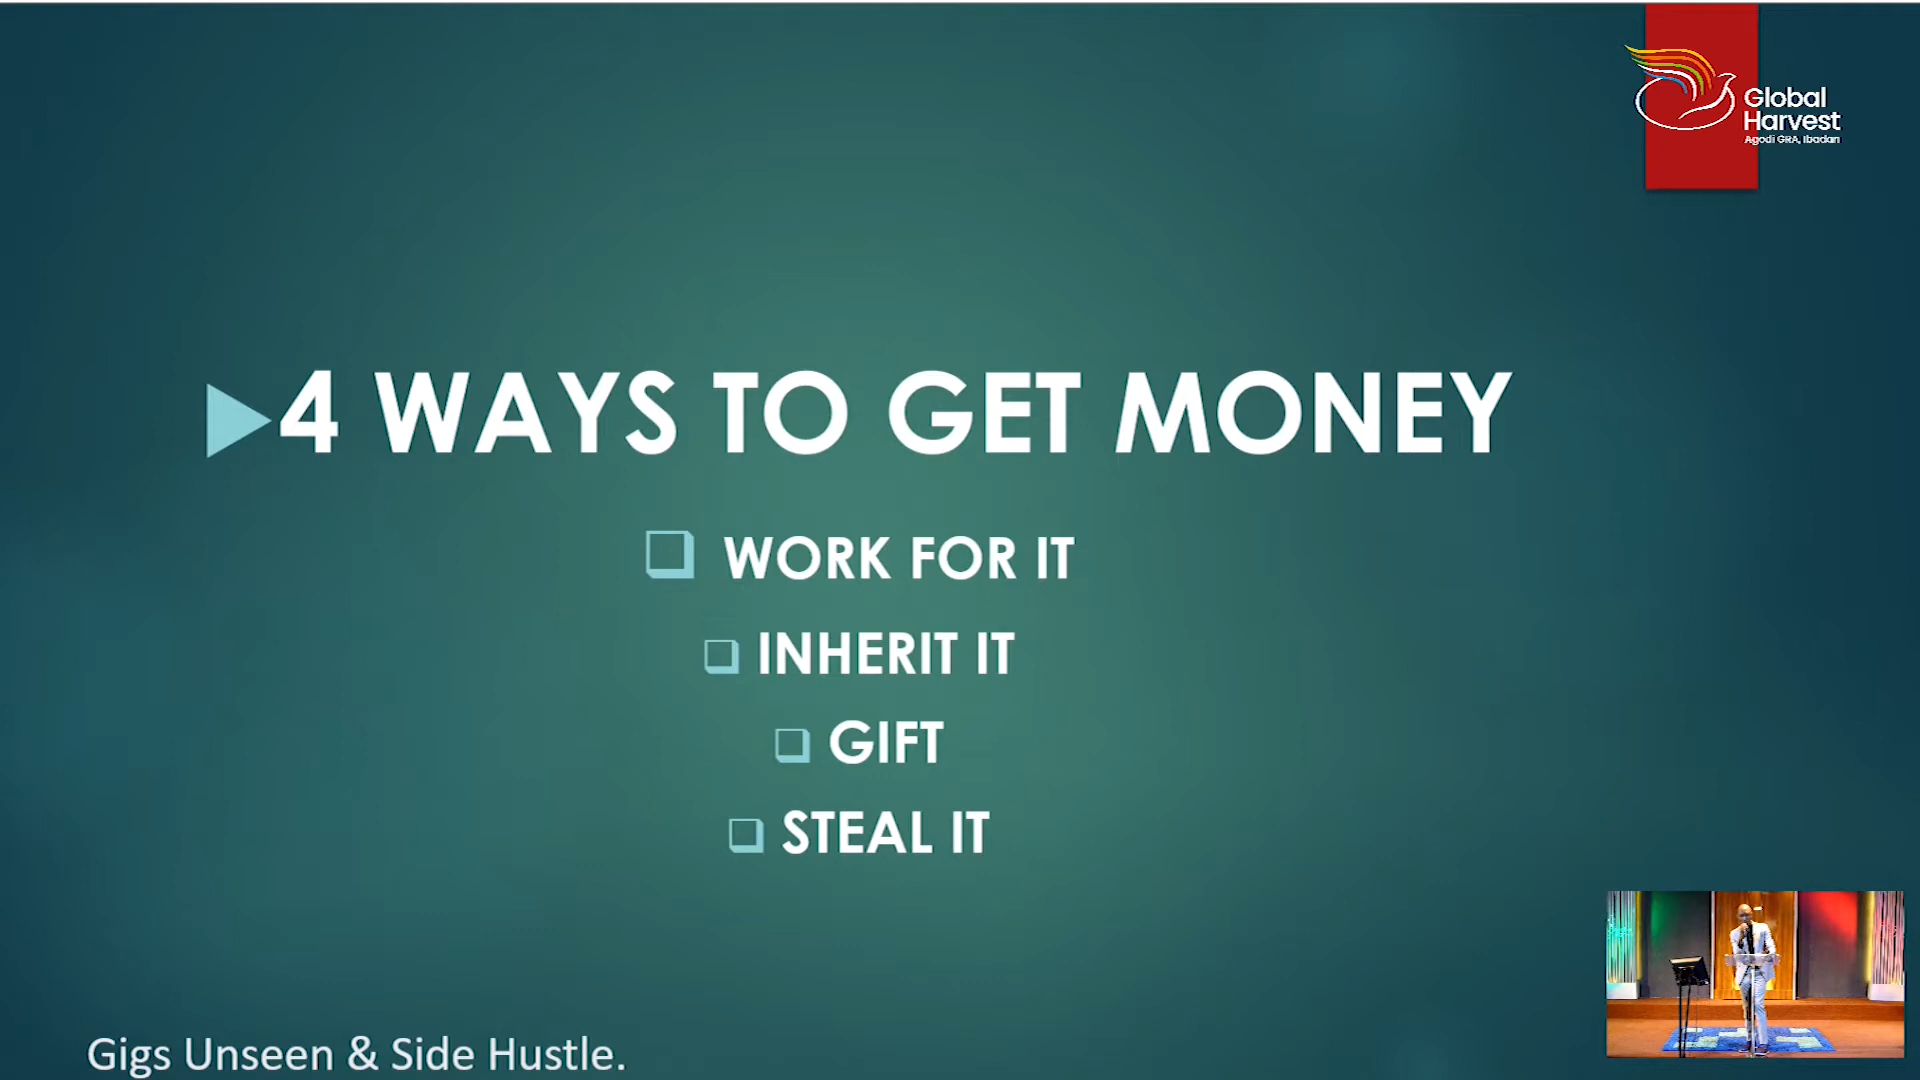 Global
Harvest
Agodi GRA, Ibadan
4 WAYS TO GET MONEY
WORK FOR IT
INHERIT IT
GIFT
STEAL IT
Gigs Unseen & Side Hustle.